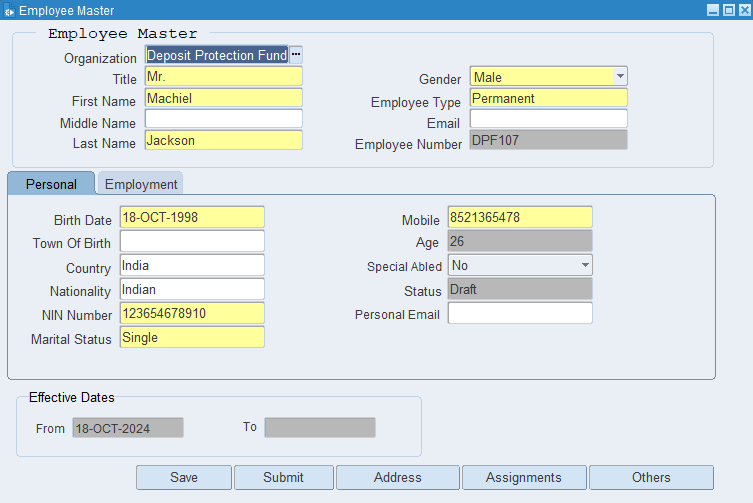 Employee Master
Employee Master
Organization Deposit Protection Fund ...
Title Mr. Gender Male
First Name Machiel Employee Type Permanent
Middle Name Email
Last Name Jackson Employee Number DPF107
Personal Employment
Birth Date 18-OCT-1998 Mobile 8521365478
Town Of Birth Age 26
Country India Special Abled No
Nationality Indian Status Draft
NIN Number 123654678910 Personal Email
Marital Status Single
Effective Dates
From 18-OCT-2024 To
Save Submit Address Assignments Others